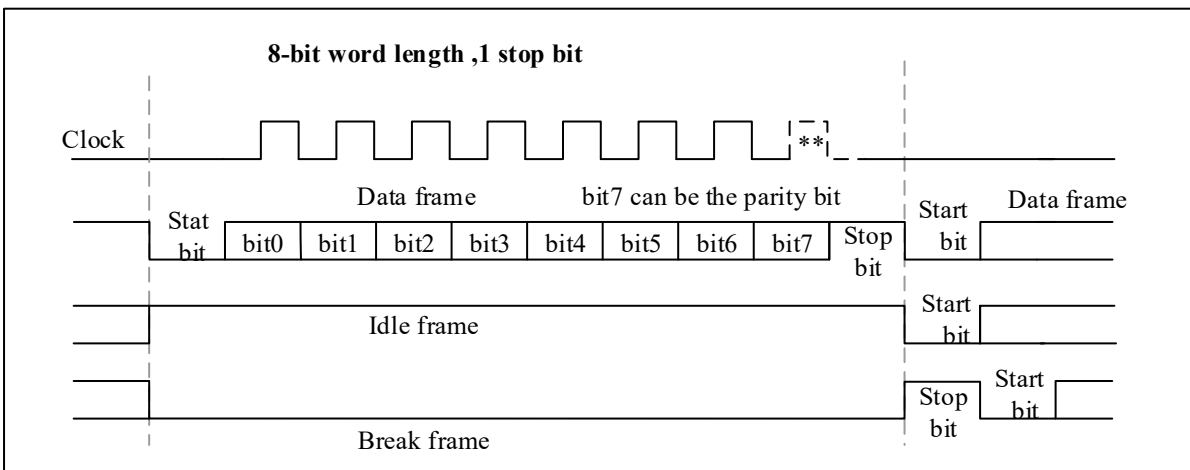 8-bit word length ,1 stop bit
Clock
**
Data frame
bit7 can be the parity bit
Stat
bit
bit0
bit1
bit2
bit3
bit4
bit5
bit6
bit7
Stop
bit
Start
bit
Data frame
Idle frame
Start
bit
Break frame
Stop
bit
Start
bit